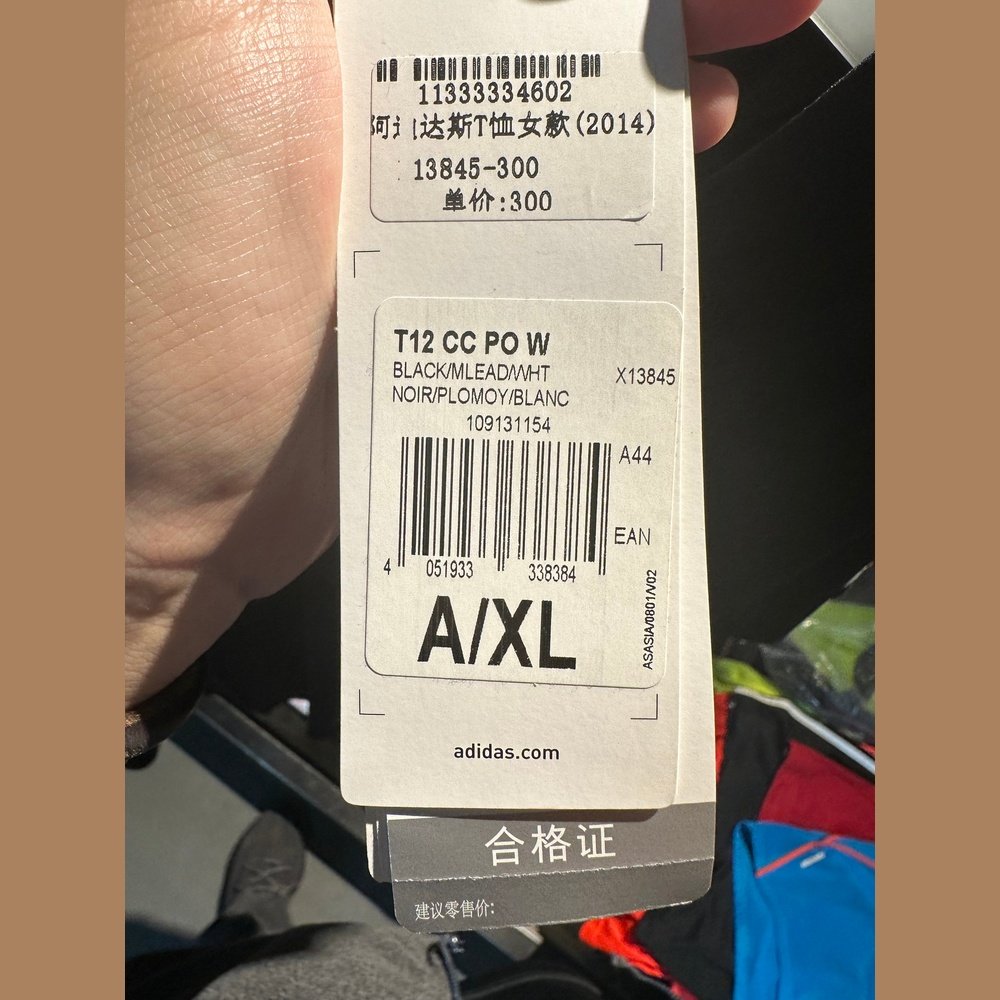 11333334602
阿迪达斯T恤女款(2014)
13845-300
单价:300
T12 CC PO W
BLACK/MLEAD/WHT X13845
NOIR/PLOMOY/BLANC
109131154
A44
EAN
4 051933 338384
A/XL
ASASIA/0801/V02
adidas.com
合格证
建议零售价: